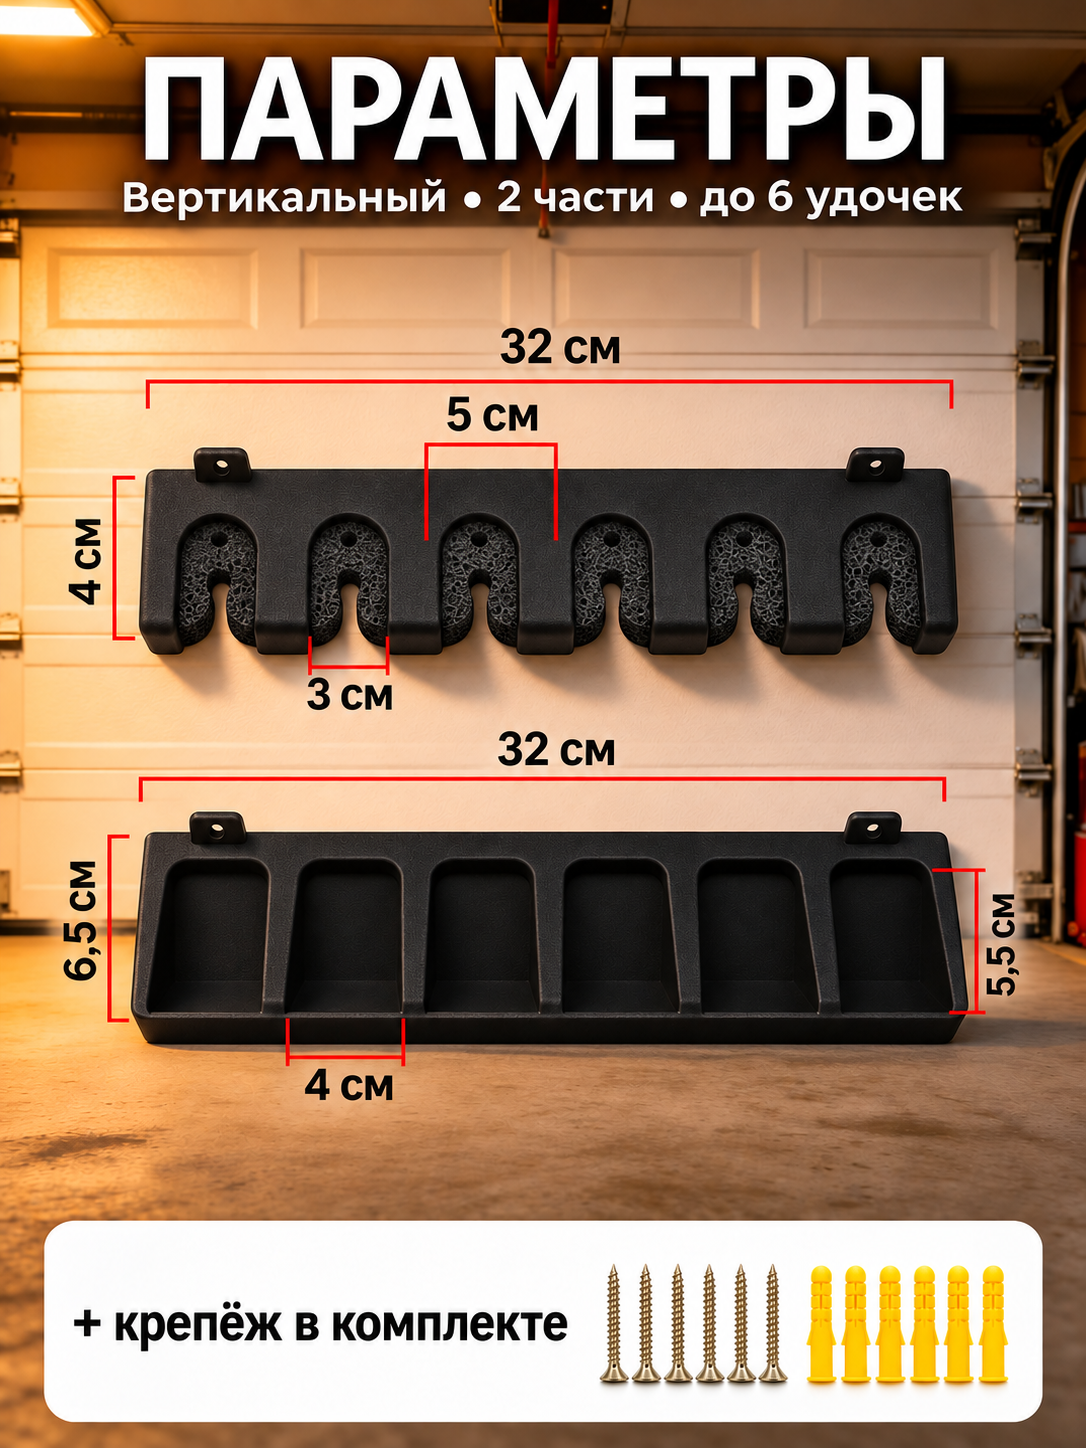 ПАРАМЕТРЫ
Вертикальный • 2 части • до 6 удочек
32 см
5 см
4 см
3 см
32 см
6,5 см
5,5 см
4 см
+ крепёж в комплекте